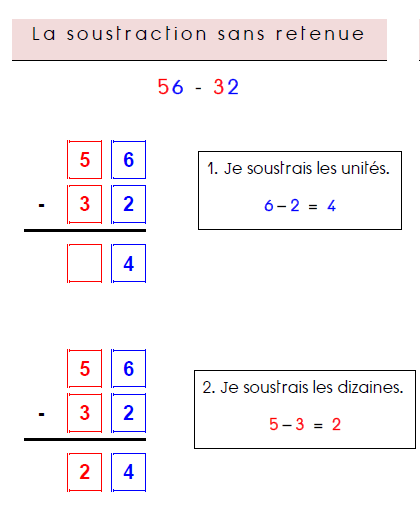 La soustraction sans retenue
56 - 32
5 6
- 3 2
4
1. Je soustrais les unités.
6 – 2 = 4
5 6
- 3 2
2 4
2. Je soustrais les dizaines.
5 – 3 = 2